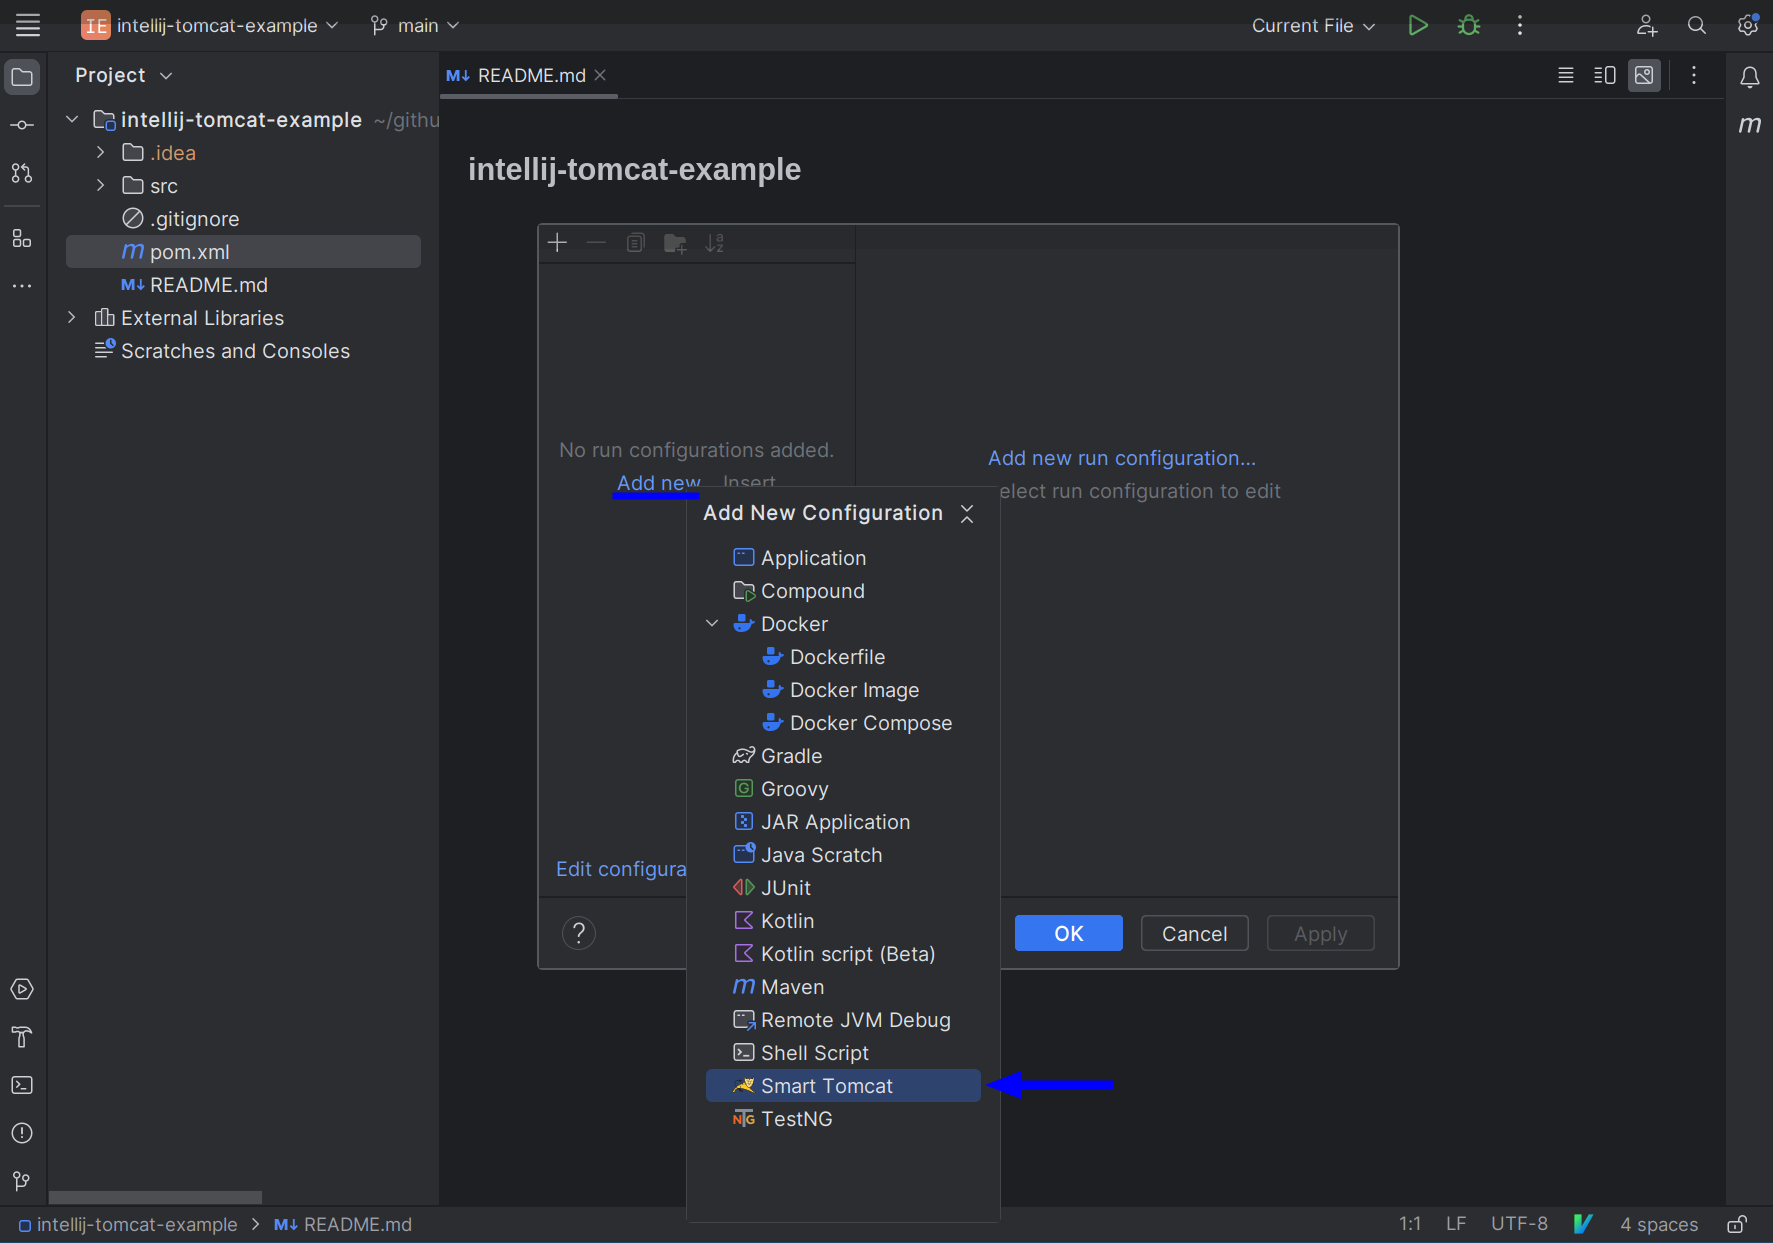 IE intellij-tomcat-example main Current File
Project
README.md
intellij-tomcat-example ~/githu
.idea
src
.gitignore
m pom.xml
M↓ README.md
External Libraries
Scratches and Consoles
intellij-tomcat-example
No run configurations added.
Add new Insert
Add new run configuration...
elect run configuration to edit
Add New Configuration
Application
Compound
Docker
Dockerfile
Docker Image
Docker Compose
Gradle
G Groovy
JAR Application
Java Scratch
JUnit
Kotlin
Kotlin script (Beta)
m Maven
Remote JVM Debug
Shell Script
Smart Tomcat
NTG TestNG
Edit configura
? OK Cancel Apply
intellij-tomcat-example > M↓ README.md 1:1 LF UTF-8 4 spaces